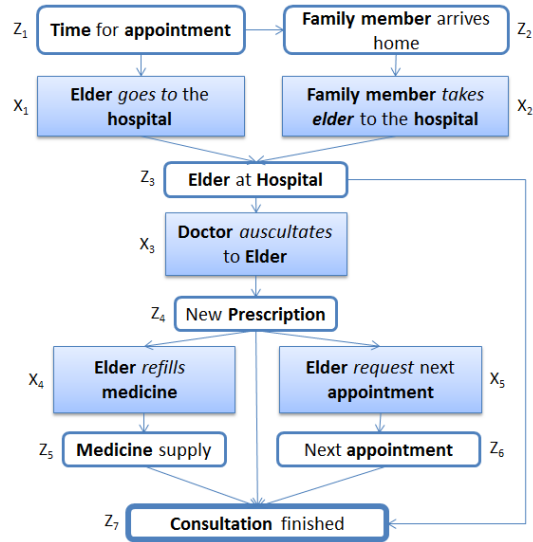 Z1
Time for appointment
Family member arrives
home
Z2
X1
Elder goes to the
hospital
Family member takes
elder to the hospital
X2
Z3
Elder at Hospital
X3
Doctor auscultates
to Elder
Z4
New Prescription
X4
Elder refills
medicine
Elder request next
appointment
X5
Z5
Medicine supply
Next appointment
Z6
Z7
Consultation finished